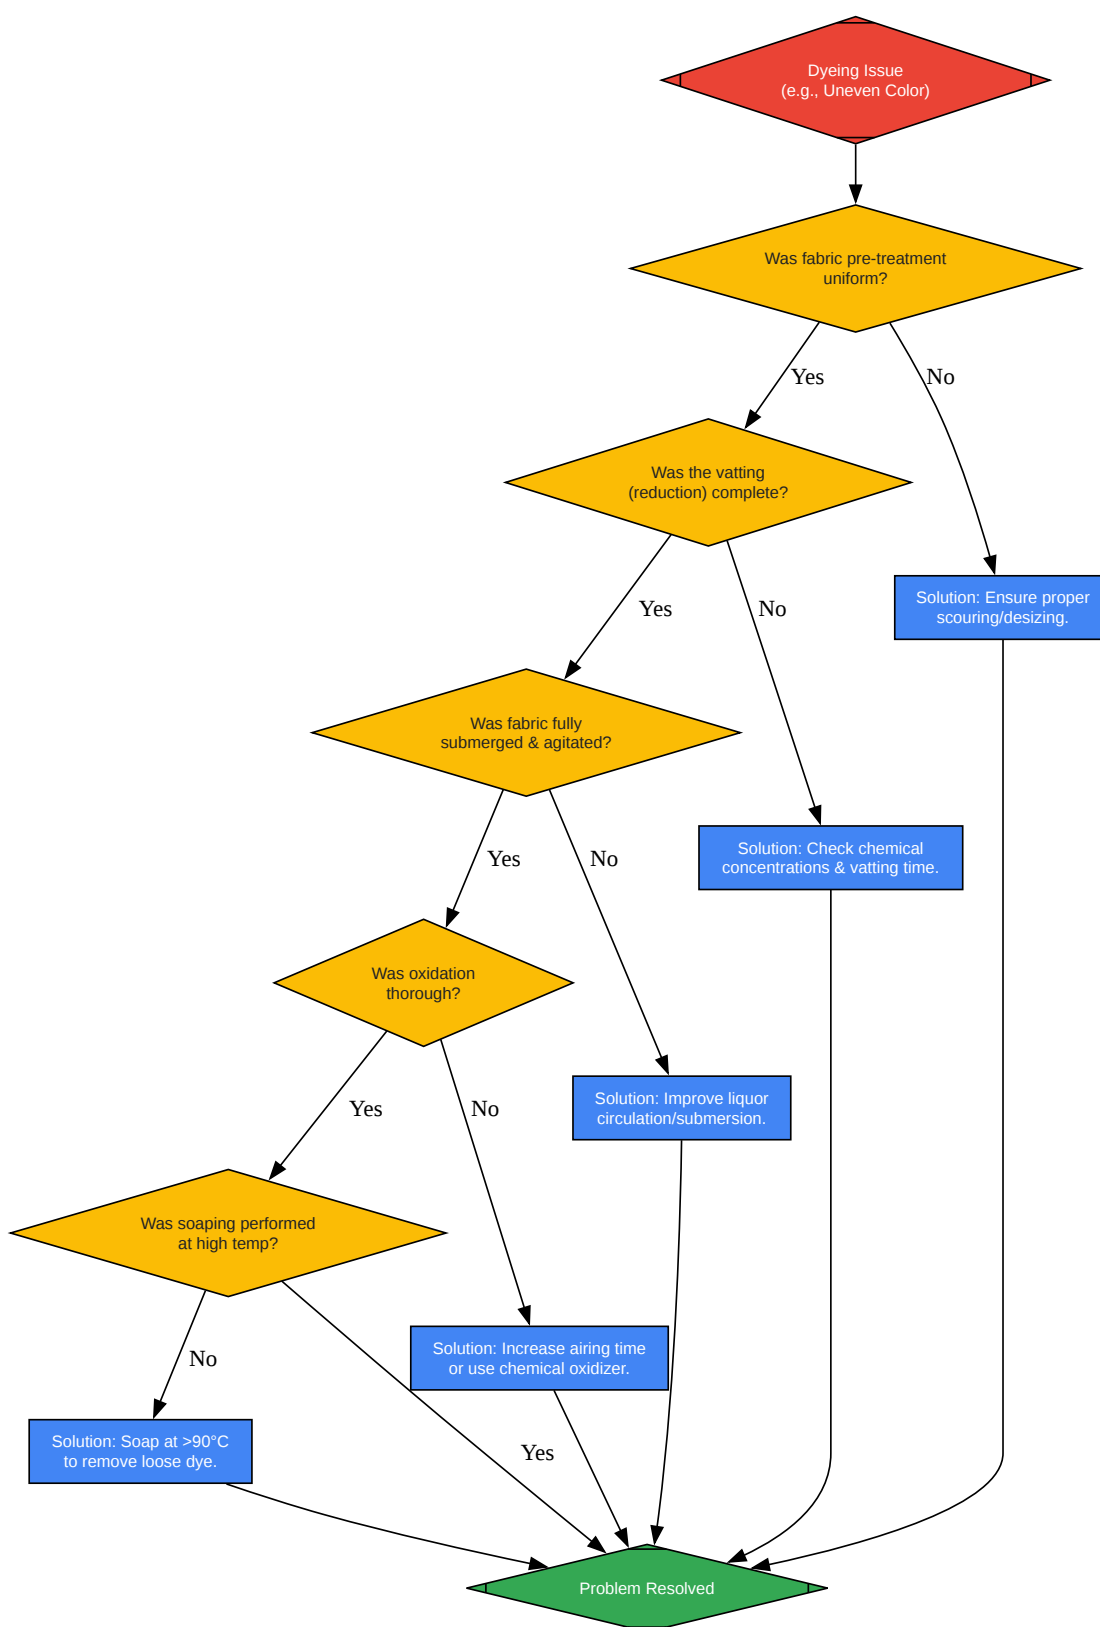 Dyeing Issue
(e.g., Uneven Color)
Was fabric pre-treatment
uniform?
Yes
No
Was the vatting
(reduction) complete?
Solution: Ensure proper
scouring/desizing.
Yes
No
Was fabric fully
submerged & agitated?
Solution: Check chemical
concentrations & vatting time.
Yes
No
Was oxidation
thorough?
Solution: Improve liquor
circulation/submersion.
Yes
No
Was soaping performed
at high temp?
Solution: Increase airing time
or use chemical oxidizer.
No
Solution: Soap at >90°C
to remove loose dye.
Yes
Problem Resolved